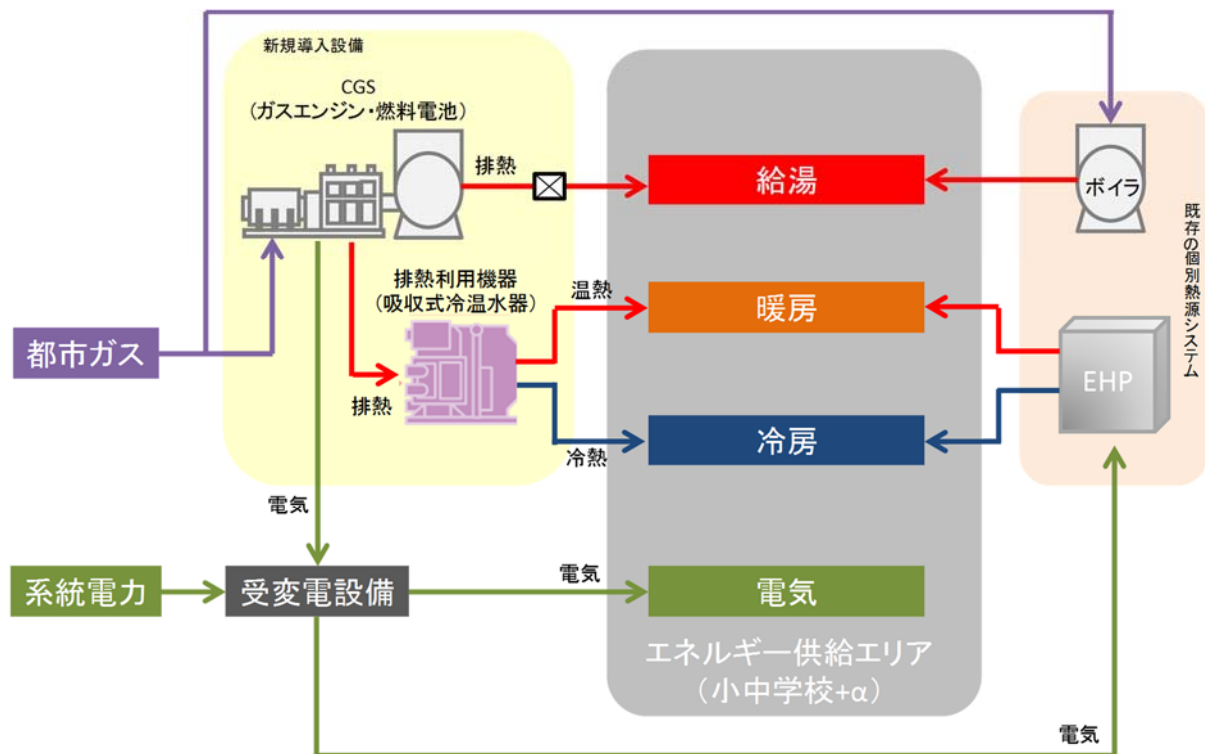 新規導入設備
CGS
（ガスエンジン・燃料電池）
排熱
給湯
ボイラ
既存の個別熱源システム
排熱利用機器
（吸収式冷温水器）
温熱
暖房
都市ガス
排熱
EHP
冷房
冷熱
電気
系統電力
受変電設備
電気
電気
エネルギー供給エリア
（小中学校+α）
電気